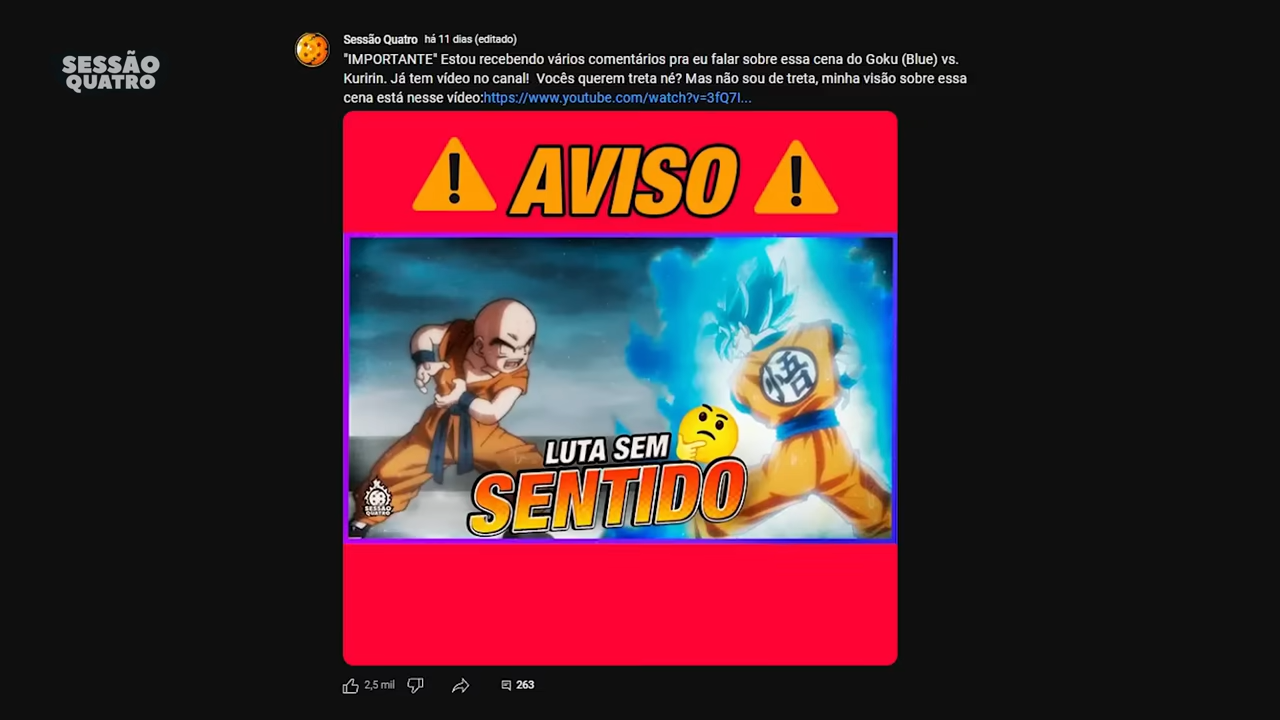 SESSÃO
QUATRO
Sessão Quatro há 11 dias (editado)
"IMPORTANTE" Estou recebendo vários comentários pra eu falar sobre essa cena do Goku (Blue) vs.
Kuririn. Já tem vídeo no canal! Vocês querem treta né? Mas não sou de treta, minha visão sobre essa
cena está nesse vídeo:https://www.youtube.com/watch?v=3fQ7I...
AVISO
悟
LUTA SEM
SENTIDO
SESSÃO
QUATRO
2,5 mil
263